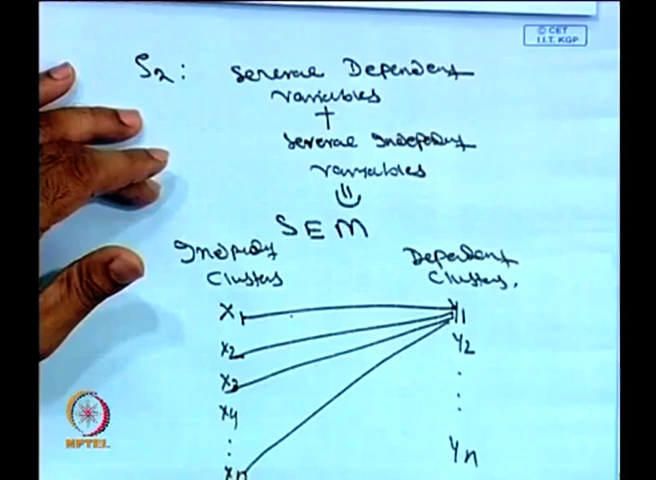 © CET
I.I.T. KGP
S2: Several Dependent
variables
+
several Independent
variables
SEM
Independent Dependent
Clusters Clusters.
X1 Y1
X2 Y2
X3
X4
Xn Yn
NPTEL